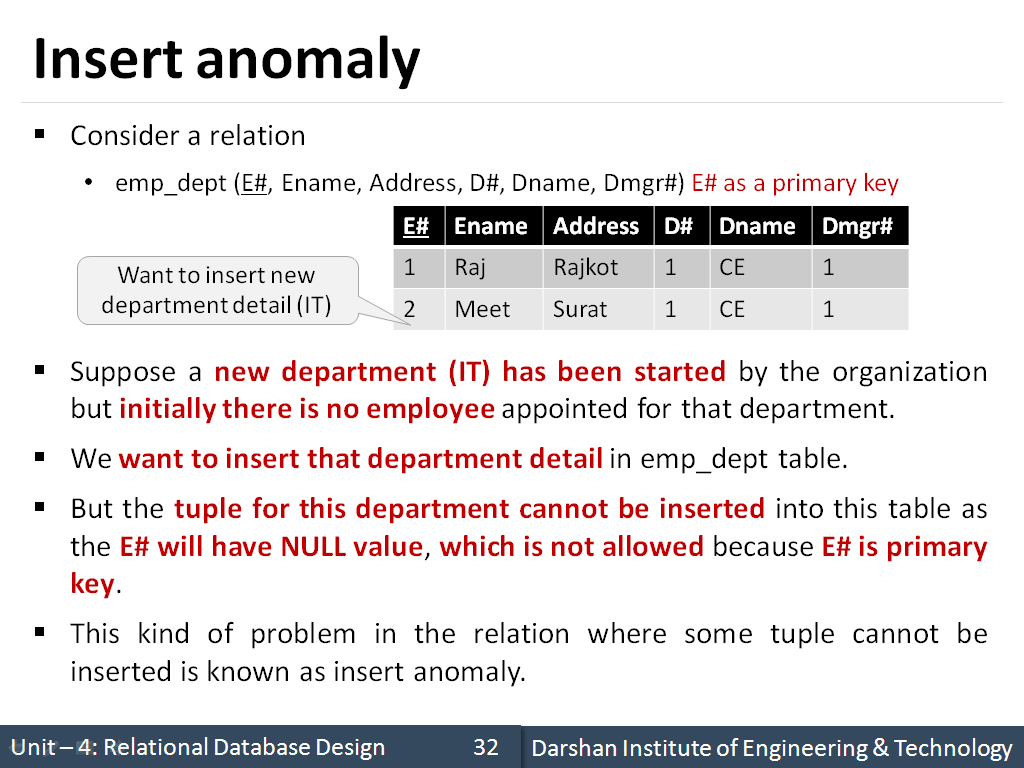 Insert anomaly
▪ Consider a relation
• emp_dept (E#, Ename, Address, D#, Dname, Dmgr#) E# as a primary key
E# Ename Address D# Dname Dmgr#
1 Raj Rajkot 1 CE 1
2 Meet Surat 1 CE 1
Want to insert new
department detail (IT)
▪ Suppose a new department (IT) has been started by the organization
but initially there is no employee appointed for that department.
▪ We want to insert that department detail in emp_dept table.
▪ But the tuple for this department cannot be inserted into this table as
the E# will have NULL value, which is not allowed because E# is primary
key.
▪ This kind of problem in the relation where some tuple cannot be
inserted is known as insert anomaly.
Unit – 4: Relational Database Design 32 Darshan Institute of Engineering & Technology